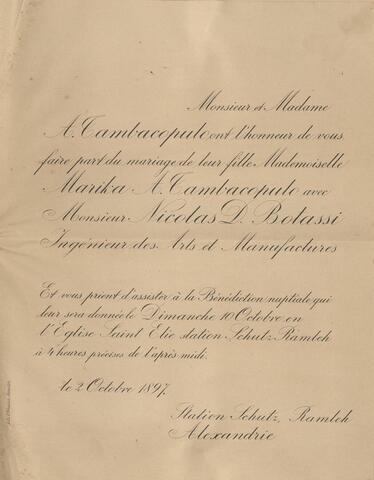 Monsieur et Madame
A. Tambacopulo ont l'honneur de vous
faire part du mariage de leur fille Mademoiselle
Marika A. Tambacopulo avec
Monsieur Nicolas D. Botassi
Ingénieur des Arts et Manufactures
Et vous prient d'assister à la Bénédiction nuptiale qui
leur sera donnée le Dimanche 10 Octobre en
l'Eglise Saint Elie station Schutz Ramleh
à 4 heures précises de l'après midi.
le 2 Octobre 1897.
Station Schutz, Ramleh
Alexandrie